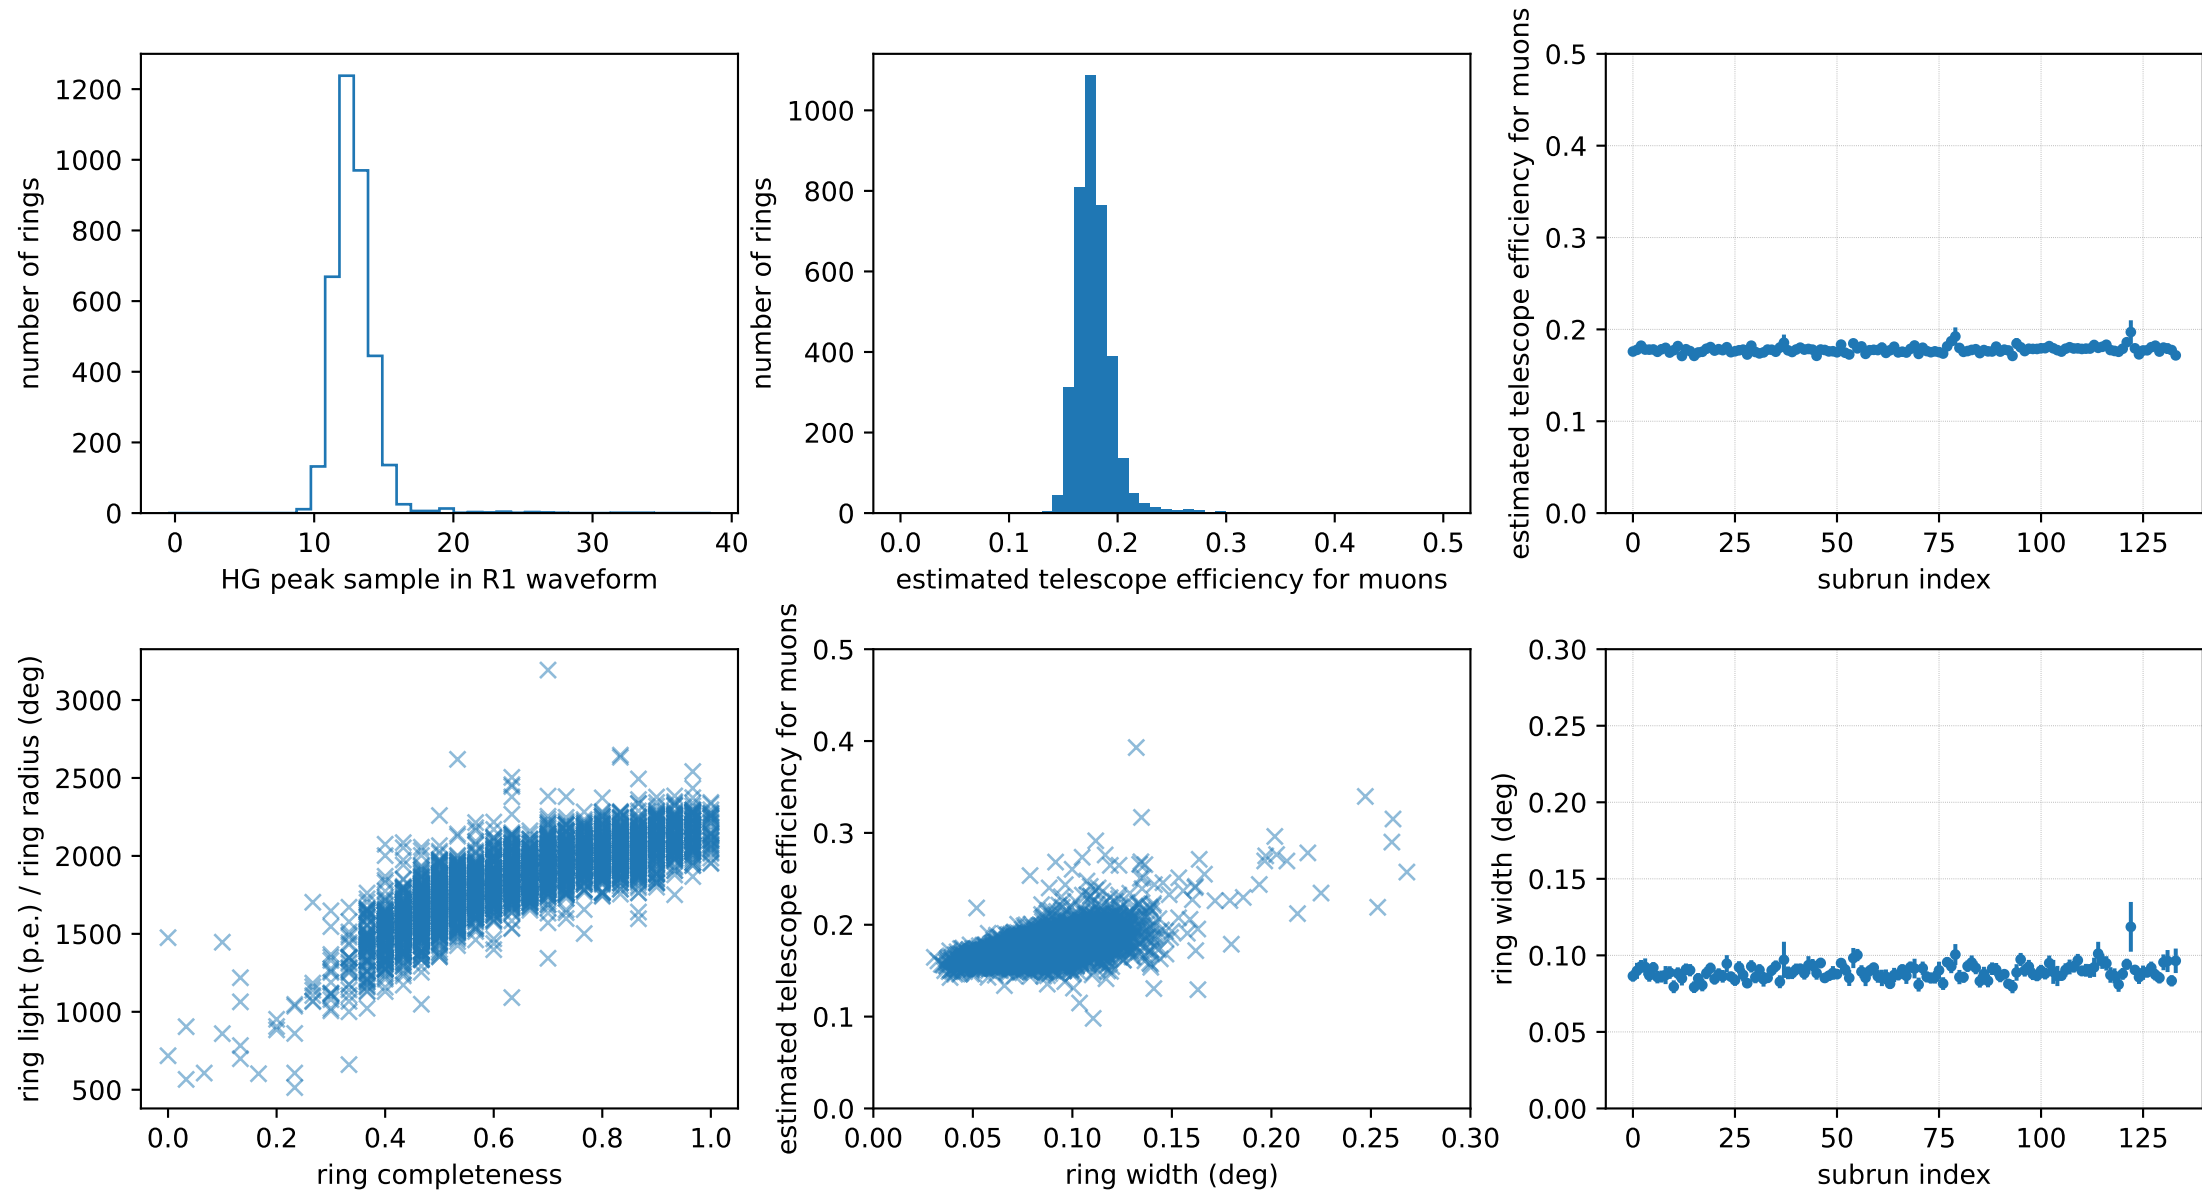 1200
1000
800
600
400
200
0
number of rings
0 10 20 30 40
HG peak sample in R1 waveform
1000
800
600
400
200
0
number of rings
0.0 0.1 0.2 0.3 0.4 0.5
estimated telescope efficiency for muons
0.5
0.4
0.3
0.2
0.1
0.0
estimated telescope efficiency for muons
0 25 50 75 100 125
subrun index
3000
2500
2000
1500
1000
500
ring light (p.e.) / ring radius (deg)
0.0 0.2 0.4 0.6 0.8 1.0
ring completeness
0.5
0.4
0.3
0.2
0.1
0.0
estimated telescope efficiency for muons
0.00 0.05 0.10 0.15 0.20 0.25 0.30
ring width (deg)
0.30
0.25
0.20
0.15
0.10
0.05
0.00
ring width (deg)
0 25 50 75 100 125
subrun index